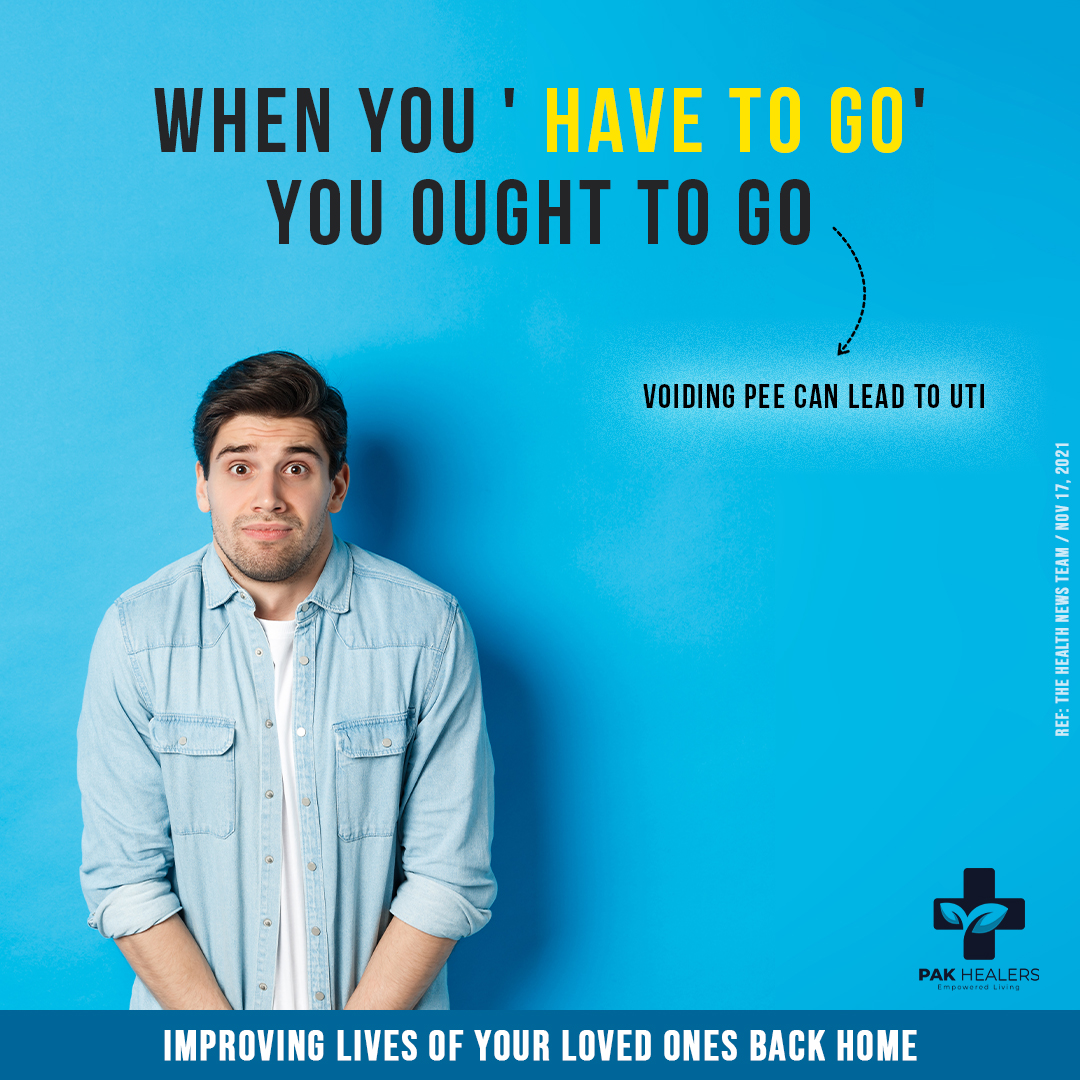 WHEN YOU ' HAVE TO GO'
YOU OUGHT TO GO
VOIDING PEE CAN LEAD TO UTI
REF: THE HEALTH NEWS TEAM / NOV 17, 2021
PAK HEALERS
Empowered Living
IMPROVING LIVES OF YOUR LOVED ONES BACK HOME